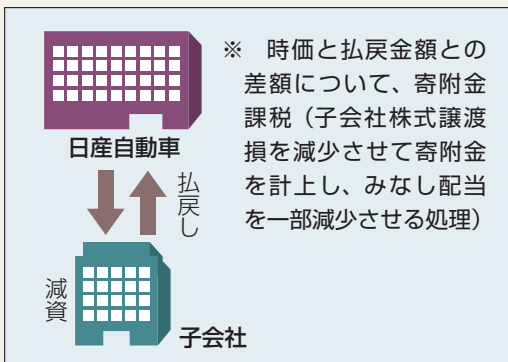 日産自動車
払戻し
減資
子会社
※ 時価と払戻金額との
差額について、寄附金
課税（子会社株式譲渡
損を減少させて寄附金
を計上し、みなし配当
を一部減少させる処理）